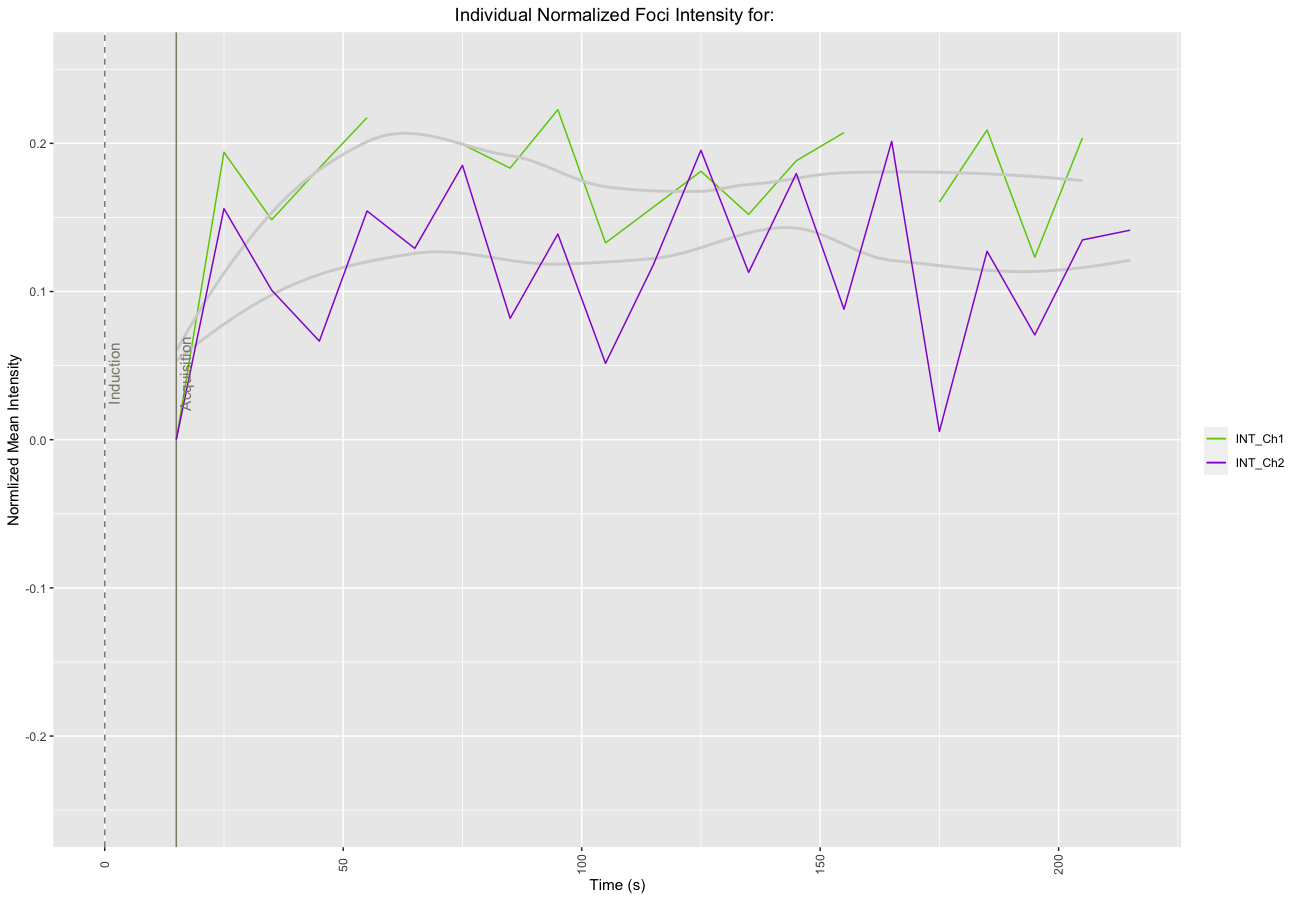 Individual Normalized Foci Intensity for:
Normlized Mean Intensity
0.2
0.1
0.0
-0.1
-0.2
Induction
Acquisition
0
50
100
150
200
Time (s)
INT_Ch1
INT_Ch2